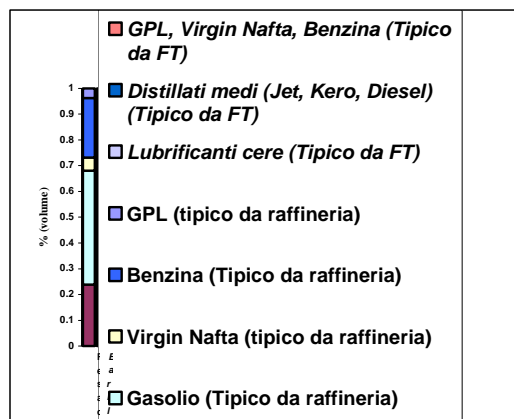 GPL, Virgin Nafta, Benzina (Tipico
da FT)
Distillati medi (Jet, Kero, Diesel)
(Tipico da FT)
Lubrificanti cere (Tipico da FT)
GPL (tipico da raffineria)
Benzina (Tipico da raffineria)
Virgin Nafta (tipico da raffineria)
Gasolio (Tipico da raffineria)
% (volume)
1
0.9
0.8
0.7
0.6
0.5
0.4
0.3
0.2
0.1
0